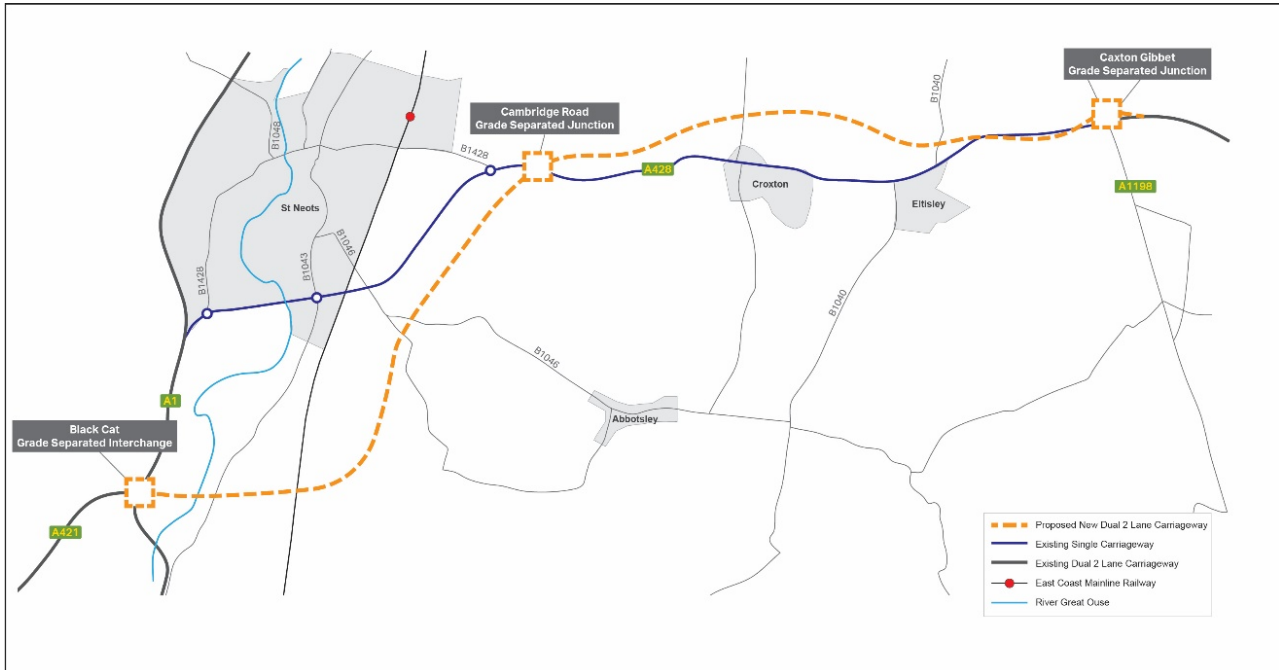 Caxton Gibbet
Grade Separated Junction
Cambridge Road
Grade Separated Junction
B1040
B1048
B1428
A428
Croxton
Eltisley
A1198
St Neots
B1046
B1043
B1428
B1040
B1046
A1
Abbotsley
Black Cat
Grade Separated Interchange
A421
Proposed New Dual 2 Lane Carriageway
Existing Single Carriageway
Existing Dual 2 Lane Carriageway
East Coast Mainline Railway
River Great Ouse